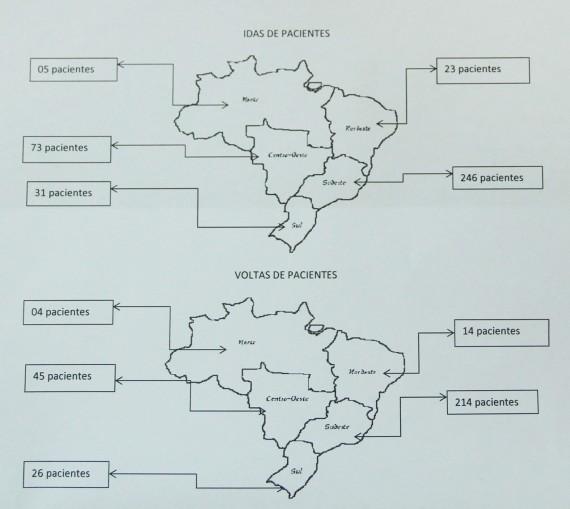 IDAS DE PACIENTES
05 pacientes
23 pacientes
Norte
Nordeste
73 pacientes
Centro-Oeste
31 pacientes
Sudeste
246 pacientes
Sul
VOLTAS DE PACIENTES
04 pacientes
14 pacientes
Norte
45 pacientes
Nordeste
Centro-Oeste
214 pacientes
Sudeste
26 pacientes
Sul